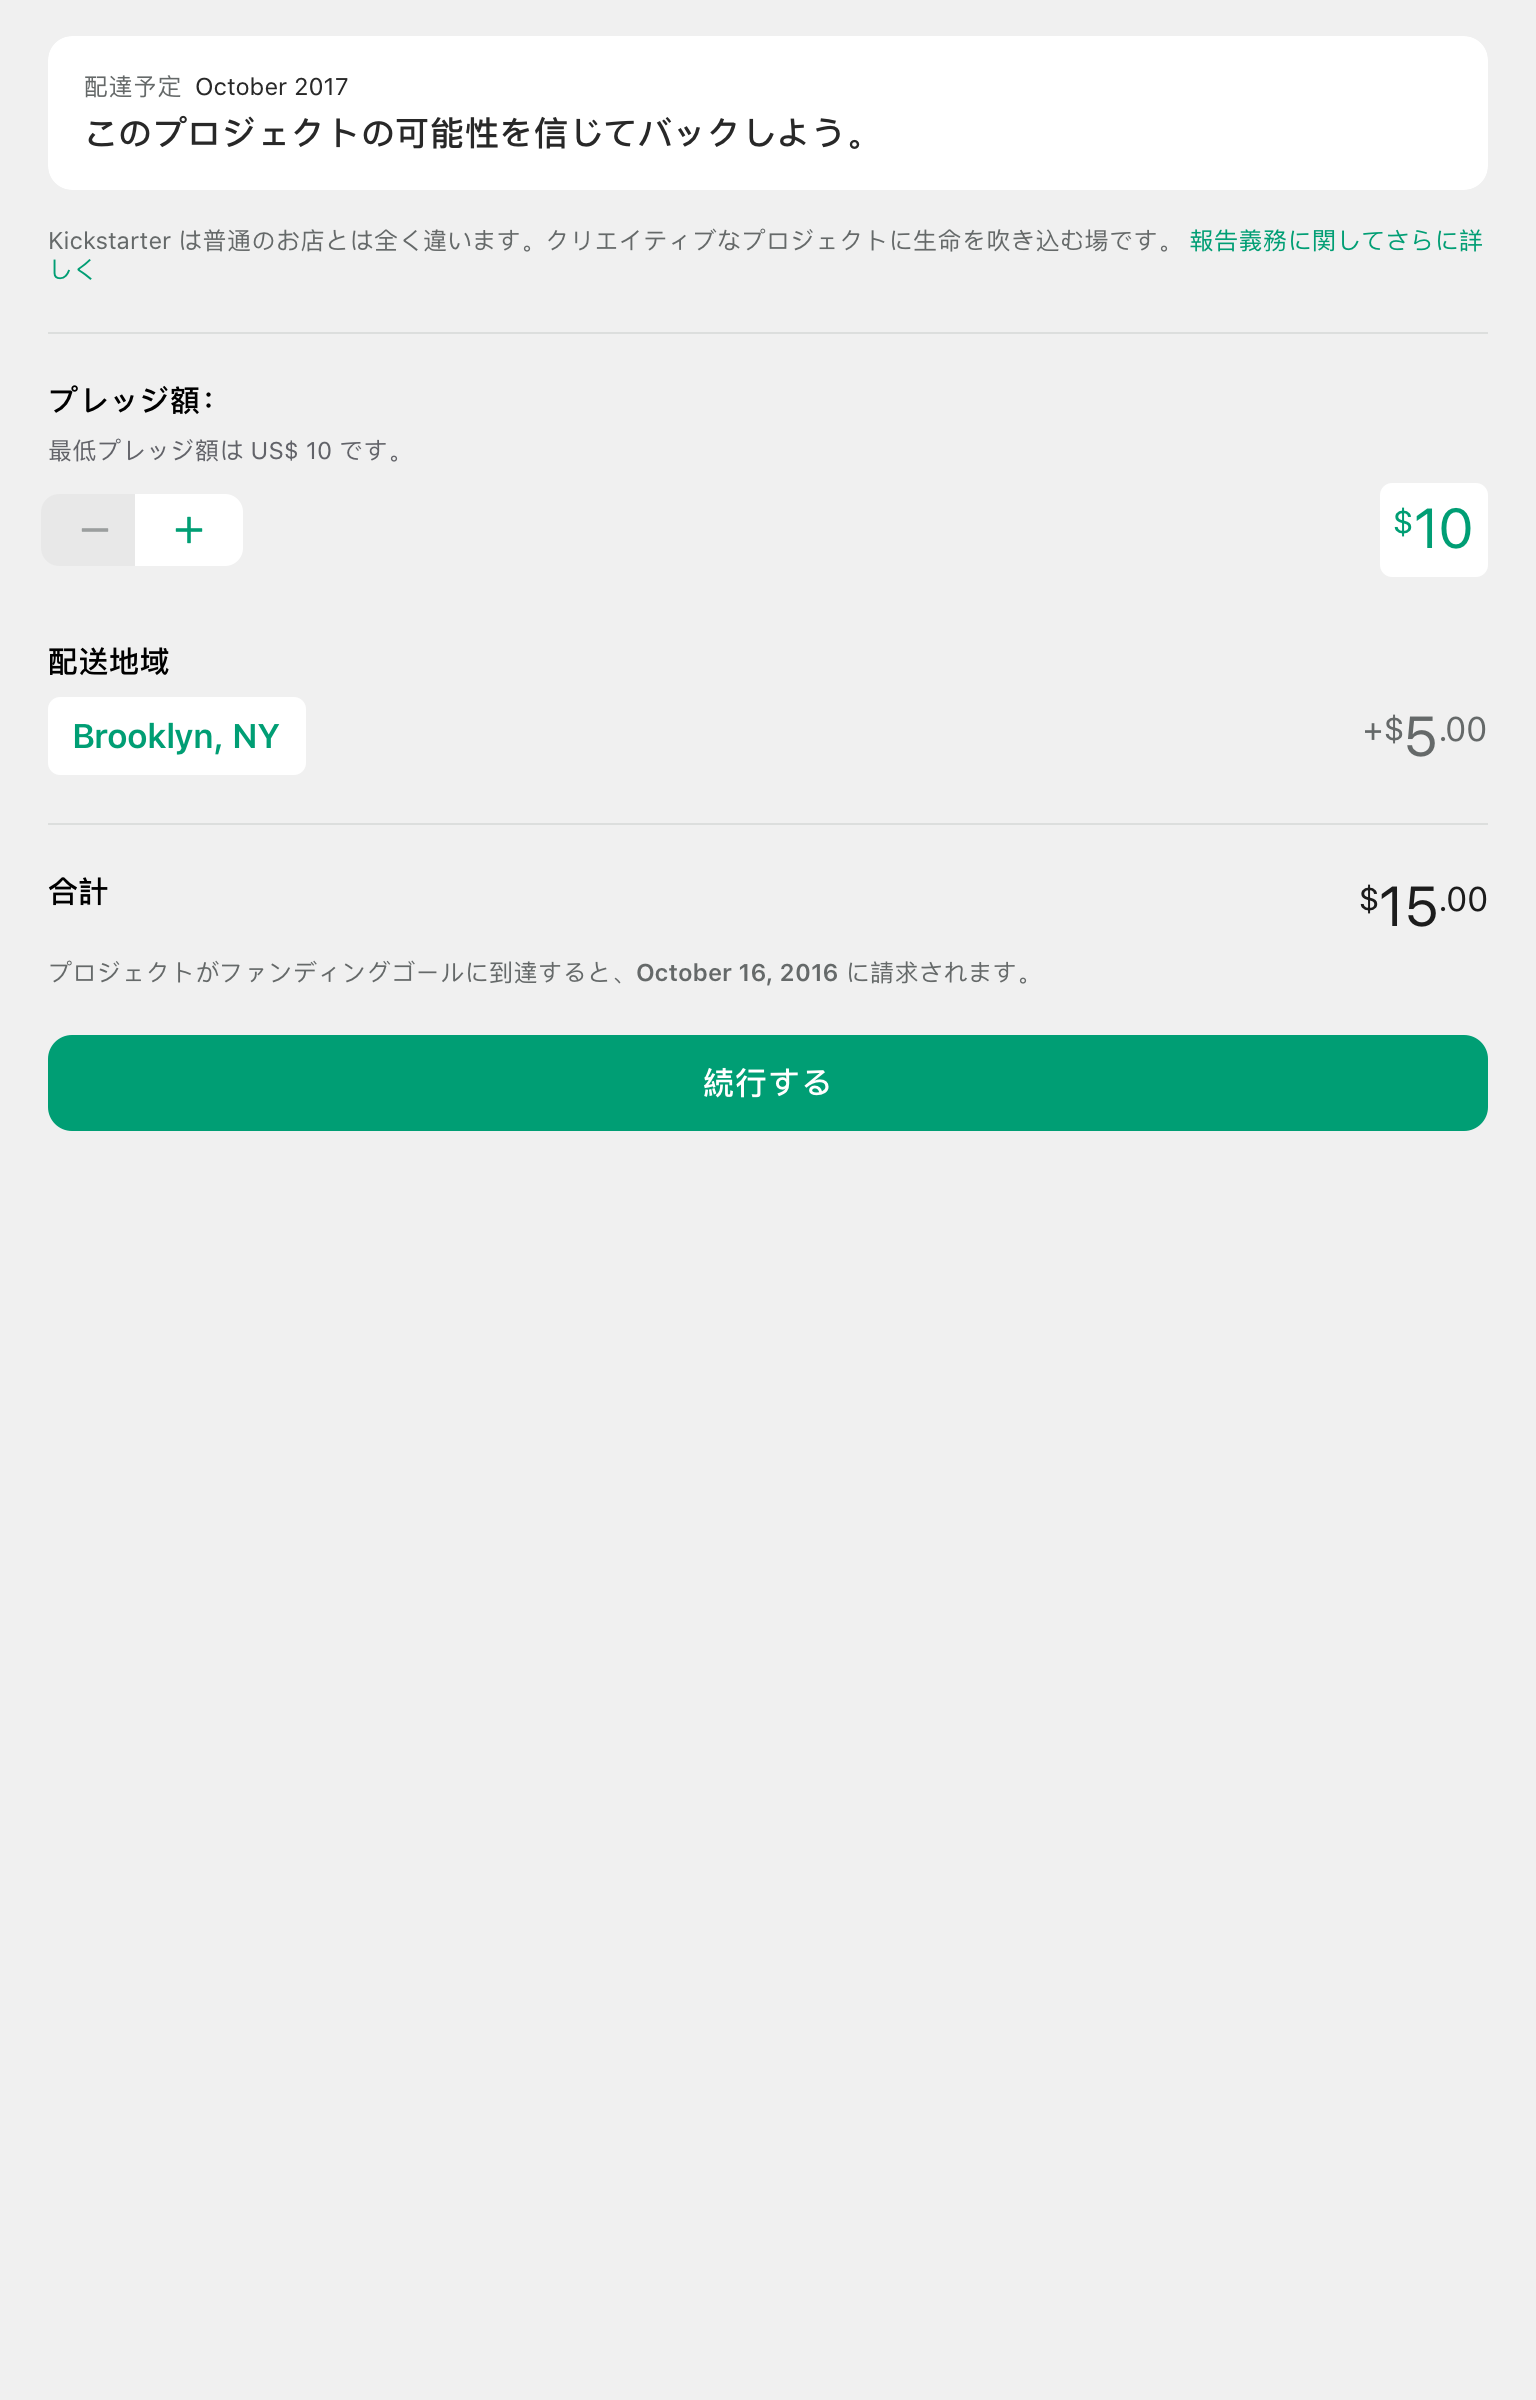 配達予定 October 2017
このプロジェクトの可能性を信じてバックしよう。
Kickstarter は普通のお店とは全く違います。クリエイティブなプロジェクトに生命を吹き込む場です。 報告義務に関してさらに詳
しく
プレッジ額:
最低プレッジ額は US$ 10 です。
− +
$10
配送地域
Brooklyn, NY
+$5.00
合計
$15.00
プロジェクトがファンディングゴールに到達すると、October 16, 2016 に請求されます。
続行する